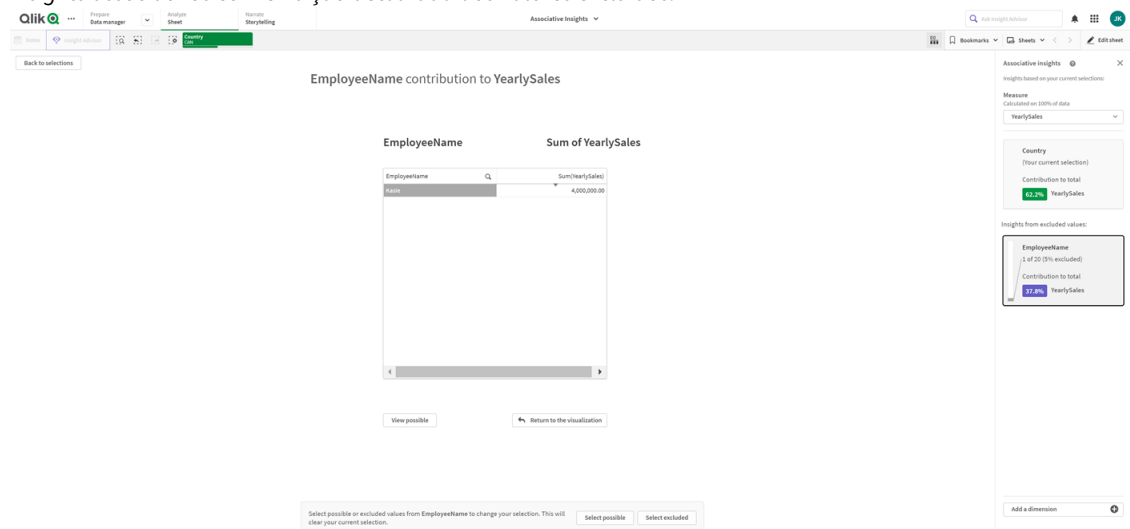 Qlik
Prepare
Data manager
Analyze
Sheet
Narrate
Storytelling
Associative Insights
Ask Insight Advisor
JK
Notes
Insight Advisor
Country
CAN
Bookmarks
Sheets
Edit sheet
Back to selections
EmployeeName contribution to YearlySales
EmployeeName
Sum of YearlySales
EmployeeName
Sum(YearlySales)
Kasie
4,000,000.00
View possible
Return to the visualization
Select possible or excluded values from EmployeeName to change your selection. This will
clear your current selection.
Select possible
Select excluded
Associative insights
Insights based on your current selections:
Measure
Calculated on 100% of data
YearlySales
Country
(Your current selection)
Contribution to total
62.2% YearlySales
Insights from excluded values:
EmployeeName
1 of 20 (5% excluded)
Contribution to total
37.8% YearlySales
Add a dimension